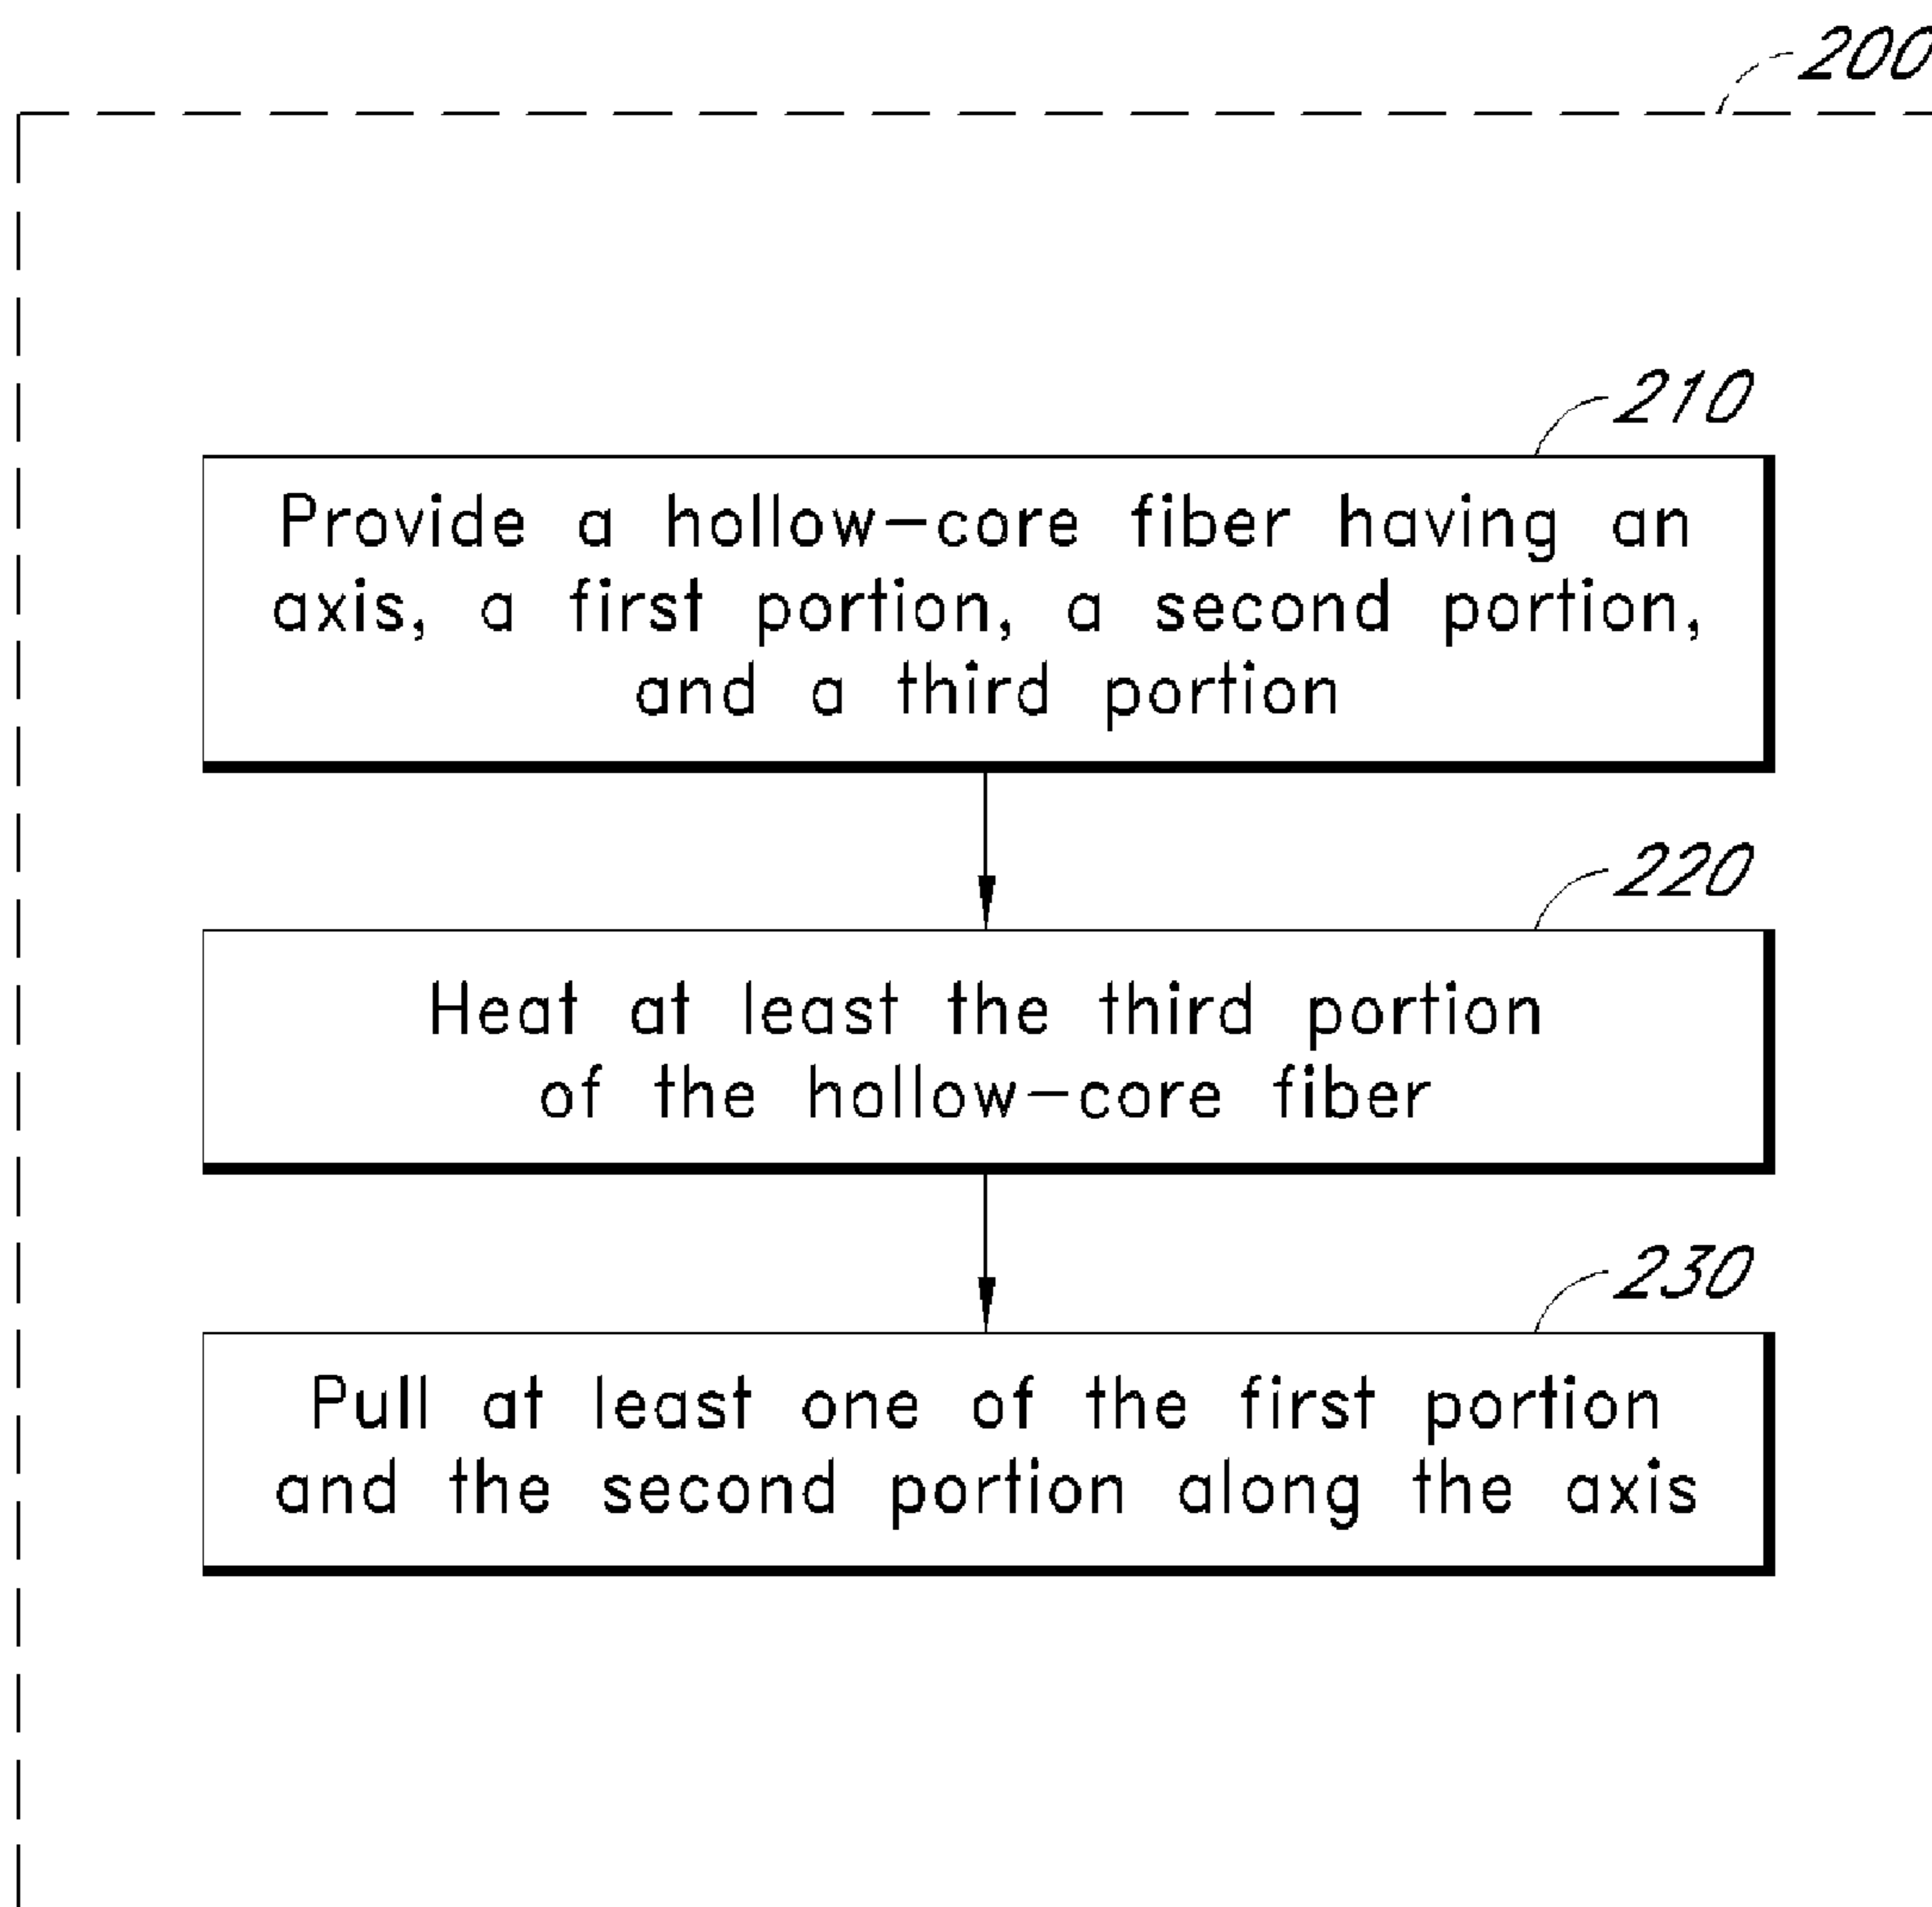 200
210
Provide a hollow-core fiber having an
axis, a first portion, a second portion,
and a third portion
220
Heat at least the third portion
of the hollow-core fiber
230
Pull at least one of the first portion
and the second portion along the axis